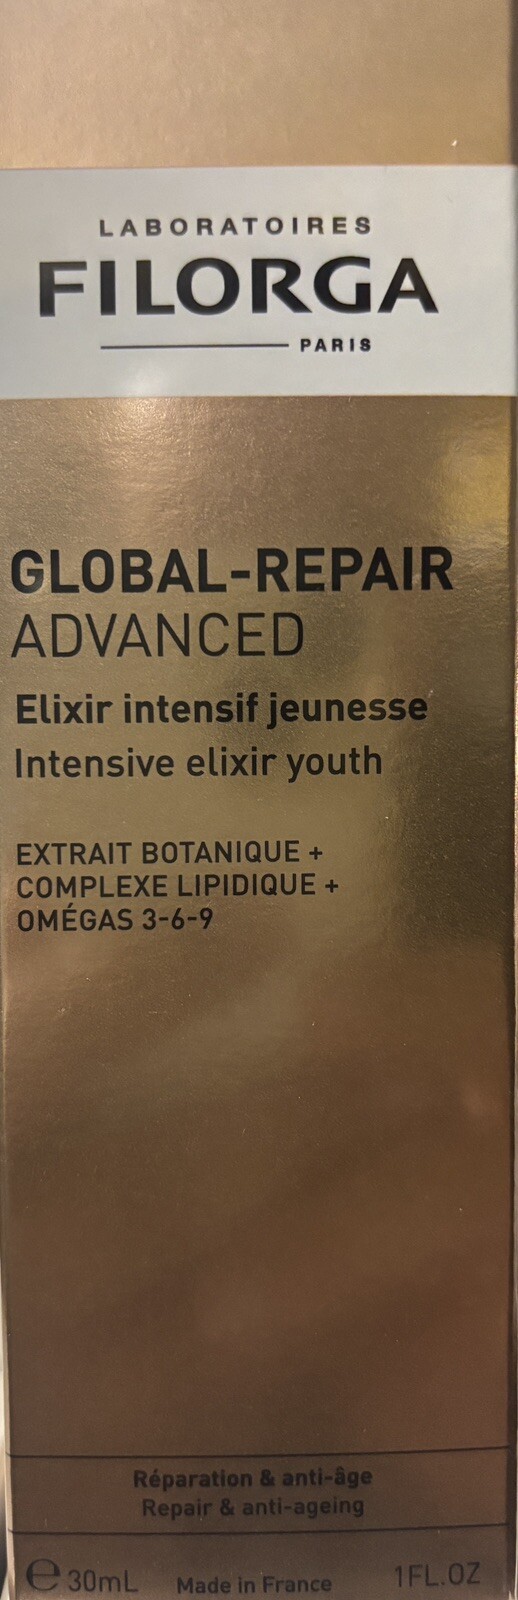 LABORATOIRES
FILORGA
PARIS
GLOBAL-REPAIR
ADVANCED
Elixir intensif jeunesse
Intensive elixir youth
EXTRAIT BOTANIQUE +
COMPLEXE LIPIDIQUE +
OMÉGAS 3-6-9
Réparation & anti-âge
Repair & anti-ageing
℮ 30mL Made in France 1FL.OZ